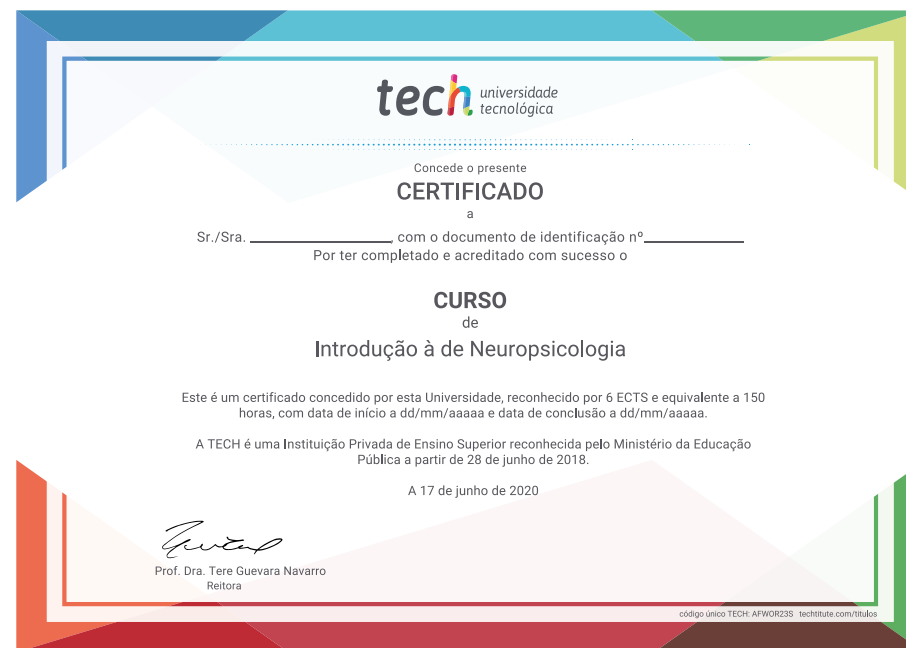 tech universidade
tecnológica
Concede o presente
CERTIFICADO
a
Sr./Sra. ____________________, com o documento de identificação nº______________
Por ter completado e acreditado com sucesso o
CURSO
de
Introdução à de Neuropsicologia
Este é um certificado concedido por esta Universidade, reconhecido por 6 ECTS e equivalente a 150
horas, com data de início a dd/mm/aaaaa e data de conclusão a dd/mm/aaaaa.
A TECH é uma Instituição Privada de Ensino Superior reconhecida pelo Ministério da Educação
Pública a partir de 28 de junho de 2018.
A 17 de junho de 2020
Prof. Dra. Tere Guevara Navarro
Reitora
código único TECH: AFWOR23S techtitute.com/titulos